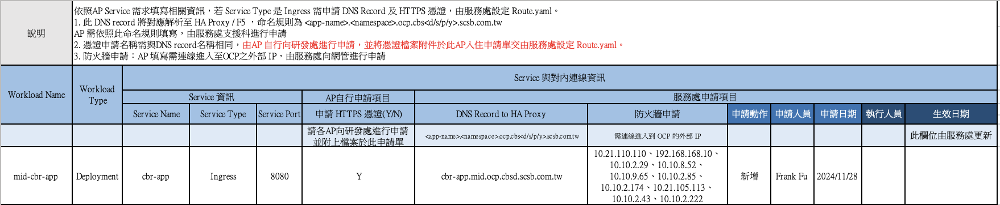 說明
依照AP Service 需求填寫相關資訊，若 Service Type 是 Ingress 需申請 DNS Record 及 HTTPS 憑證，由服務處設定 Route.yaml。
1. 此 DNS record 將對應解析至 HA Proxy / F5 ，命名規則為 <app-name>.<namespace>.ocp.cbs<d/s/p/y>.scsb.com.tw
AP 需依照此命名規則填寫，由服務處支援科進行申請
2. 憑證申請名稱需與DNS record名稱相同，由AP 自行向研發處進行申請，並將憑證檔案附件於此AP入住申請單交由服務處設定 Route.yaml。
3. 防火牆申請：AP 填寫需連線進入至OCP之外部 IP，由服務處向網管進行申請
Workload Name
Workload
Type
Service 與對內連線資訊
Service 資訊
AP自行申請項目
服務處申請項目
Service Name
Service Type
Service Port
申請 HTTPS 憑證(Y/N)
DNS Record to HA Proxy
防火牆申請
申請動作
申請人員
申請日期
執行人員
生效日期
請各AP向研發處進行申請
並附上檔案於此申請單
<app-name>.<namespace>.ocp.cbs<d/s/p/y>.scsb.com.tw
需連線進入到 OCP 的外部 IP
此欄位由服務處更新
mid-cbr-app
Deployment
cbr-app
Ingress
8080
Y
cbr-app.mid.ocp.cbsd.scsb.com.tw
10.21.110.110、192.168.168.10、
10.10.2.29、10.10.8.52、
10.10.9.65、10.10.2.85、
10.10.2.174、10.21.105.113、
10.10.2.43、10.10.2.222
新增
Frank Fu
2024/11/28